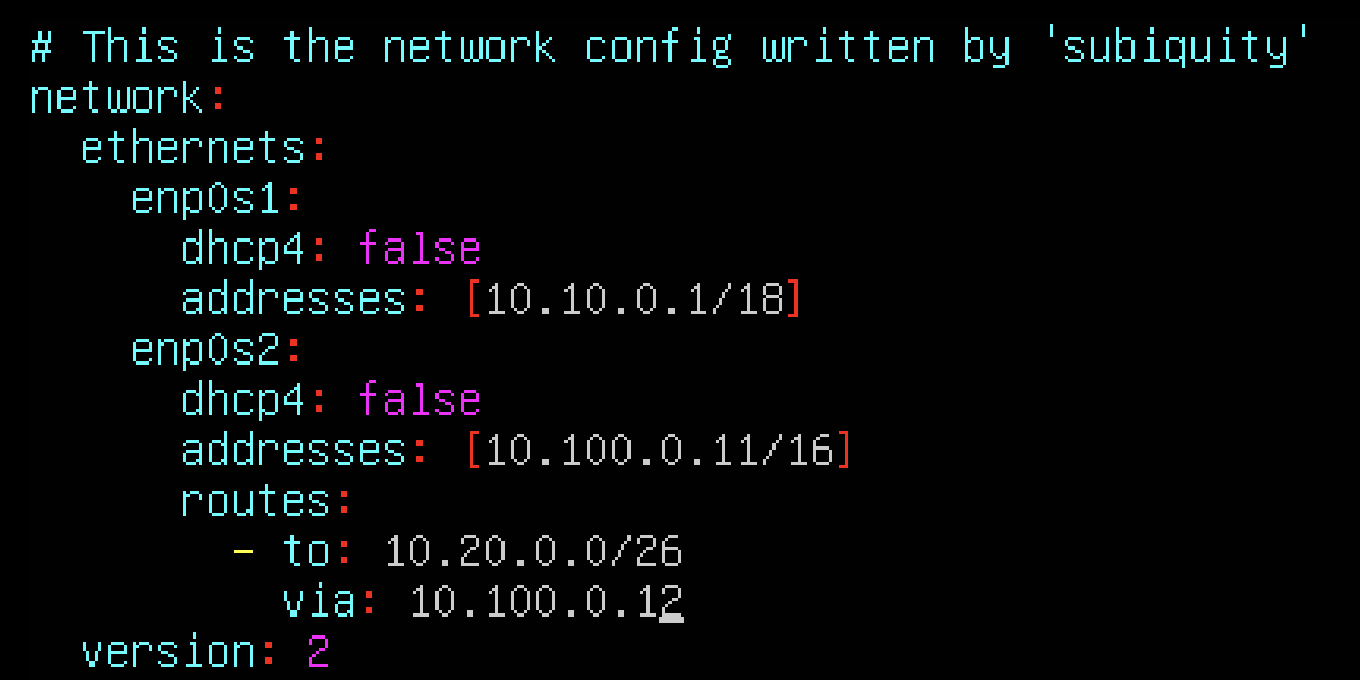 # This is the network config written by 'subiquity'
network:
  ethernets:
    enp0s1:
      dhcp4: false
      addresses: [10.10.0.1/18]
    enp0s2:
      dhcp4: false
      addresses: [10.100.0.11/16]
      routes:
        - to: 10.20.0.0/26
          via: 10.100.0.12
  version: 2